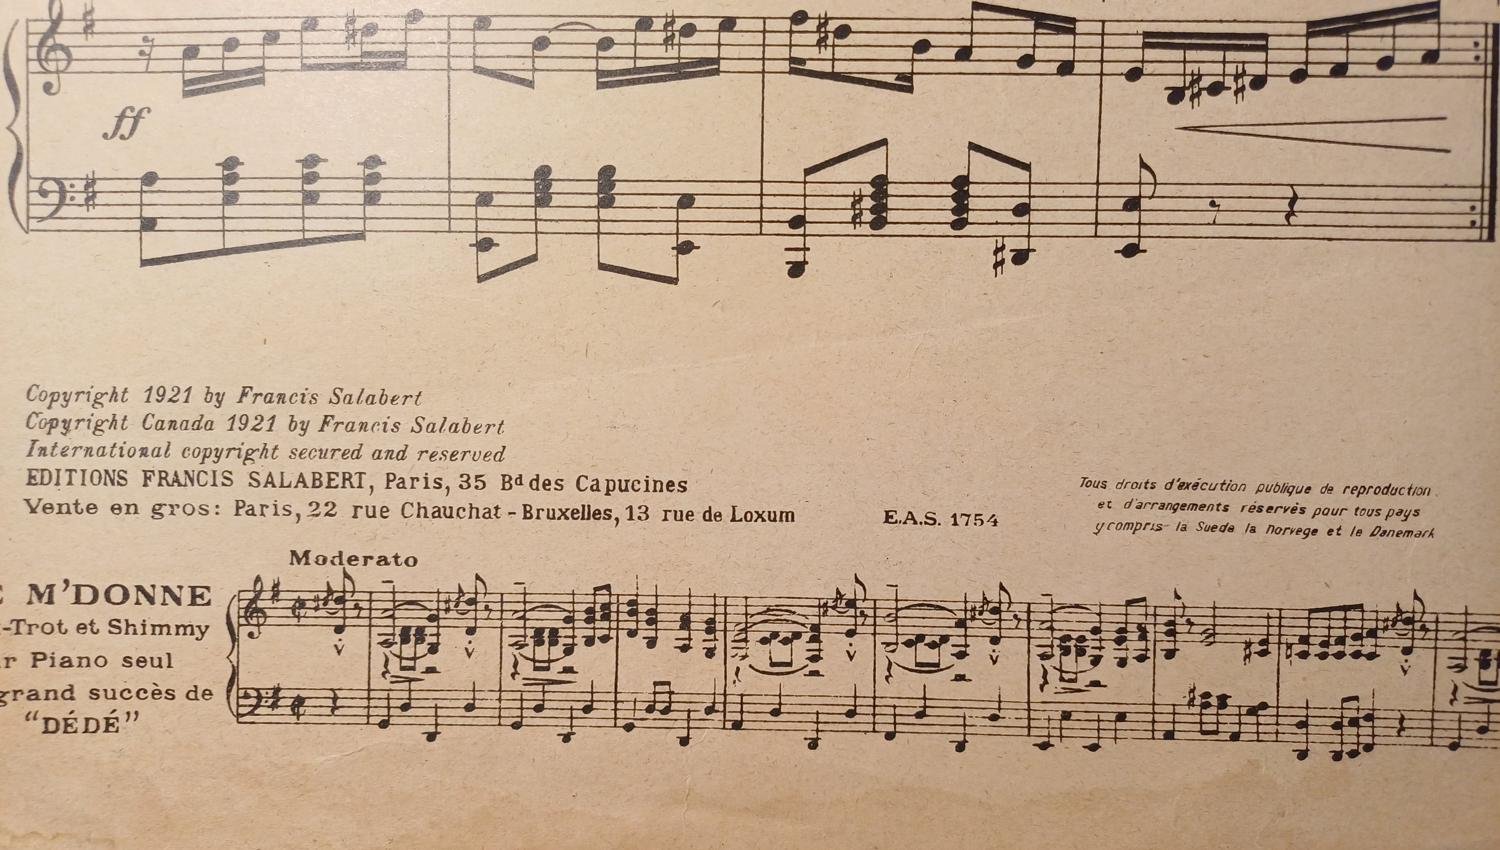 ff
Copyright 1921 by Francis Salabert
Copyright Canada 1921 by Francis Salabert
International copyright secured and reserved
EDITIONS FRANCIS SALABERT, Paris, 35 Bd des Capucines
Vente en gros: Paris, 22 rue Chauchat - Bruxelles, 13 rue de Loxum
E.A.S. 1754
Tous droits d'exécution publique de reproduction
et d'arrangements réservés pour tous pays
y compris la Suede la Norvege et le Danemark
Moderato
M'DONNE
-Trot et Shimmy
r Piano seul
grand succès de
“DÉDÉ”